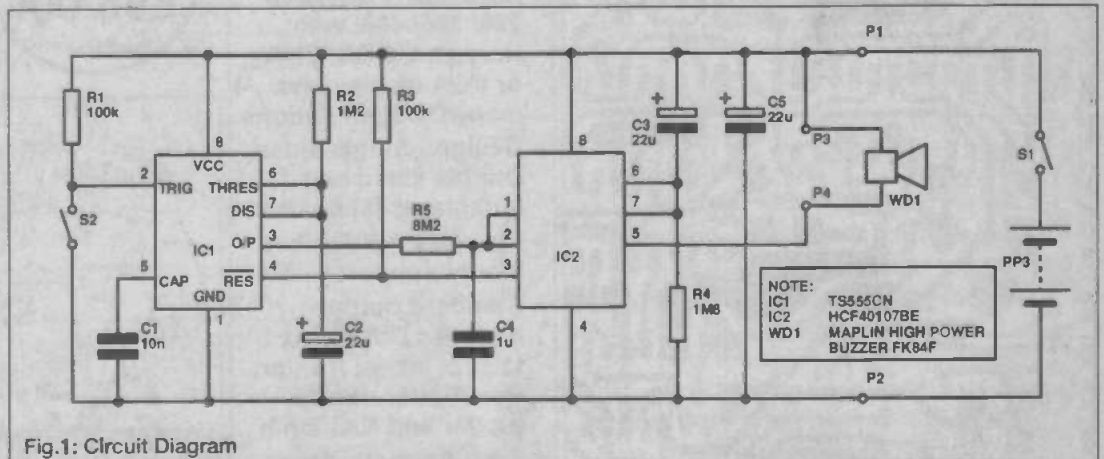 P1
R1
100k
R2
1M2
R3
100k
C3
22u
C5
22u
P3
S1
8
VCC
2
TRIG
THRES
6
DIS
7
O/P
3
IC1
5
CAP
RES
4
GND
1
S2
R5
8M2
8
1
2
3
6
7
5
IC2
4
P4
WD1
PP3
C1
10n
C2
22u
C4
1u
R4
1M8
NOTE:
IC1 TS555CN
IC2 HCF40107BE
WD1 MAPLIN HIGH POWER
BUZZER FK84F
P2
Fig.1: Circuit Diagram